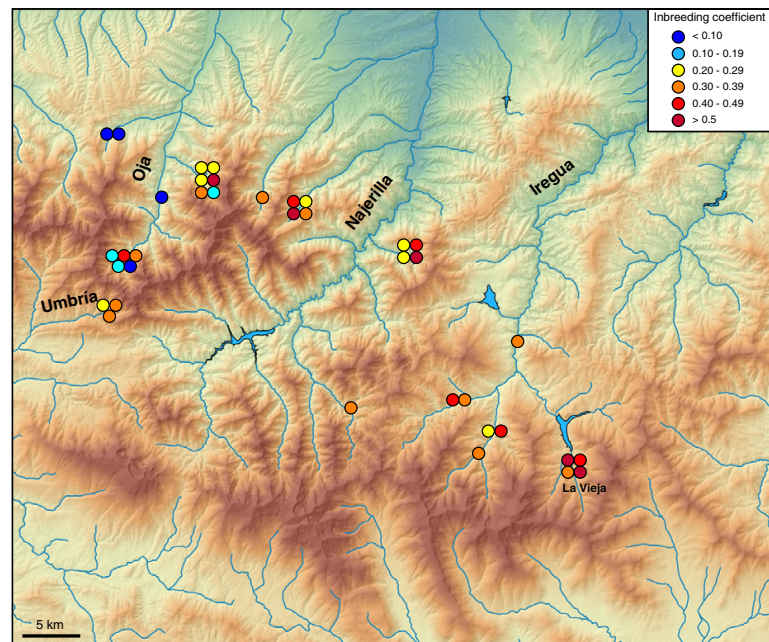 Inbreeding coefficient
< 0.10
0.10 - 0.19
0.20 - 0.29
0.30 - 0.39
0.40 - 0.49
> 0.5
Oja
Najerilla
Iregua
Umbría
La Vieja
5 km